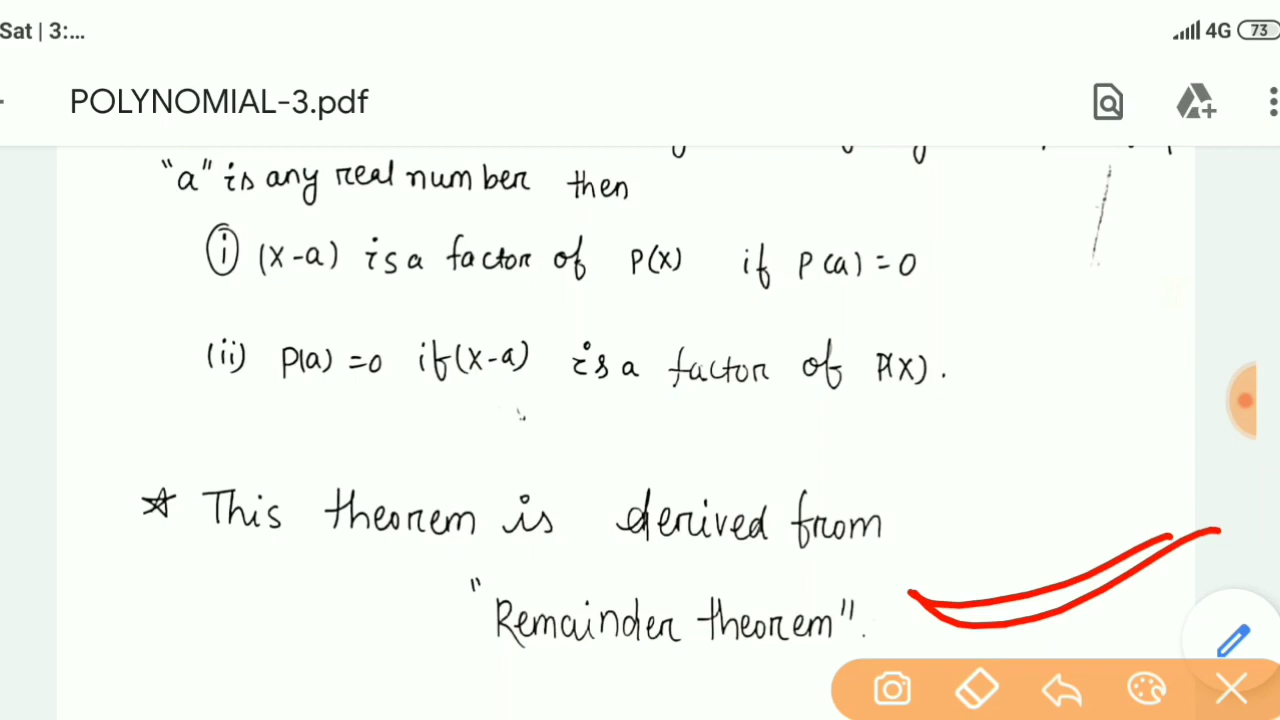 Sat | 3:...
4G 73
POLYNOMIAL-3.pdf
"a" is any real number then
(i) (x-a) is a factor of P(x) if P(a) = 0
(ii) P(a) = 0 if (x-a) is a factor of P(x).
☆ This theorem is derived from
"Remainder theorem".